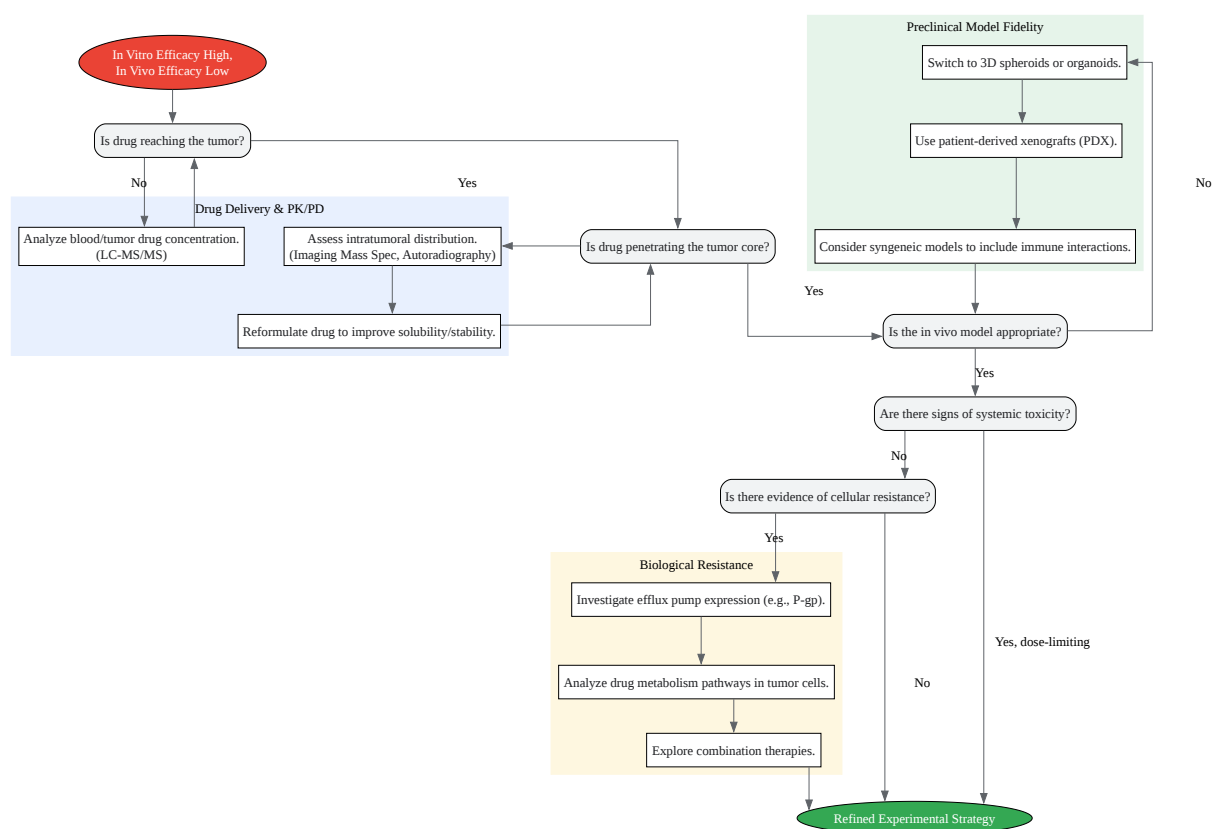 Preclinical Model Fidelity
In Vitro Efficacy High,
In Vivo Efficacy Low
Switch to 3D spheroids or organoids.
Is drug reaching the tumor?
Use patient-derived xenografts (PDX).
No
Yes
No
Drug Delivery & PK/PD
Analyze blood/tumor drug concentration.
(LC-MS/MS)
Assess intratumoral distribution.
(Imaging Mass Spec, Autoradiography)
Is drug penetrating the tumor core?
Consider syngeneic models to include immune interactions.
Yes
Reformulate drug to improve solubility/stability.
Is the in vivo model appropriate?
Yes
Are there signs of systemic toxicity?
No
Is there evidence of cellular resistance?
Yes
Biological Resistance
Investigate efflux pump expression (e.g., P-gp).
Yes, dose-limiting
Analyze drug metabolism pathways in tumor cells.
No
Explore combination therapies.
Refined Experimental Strategy